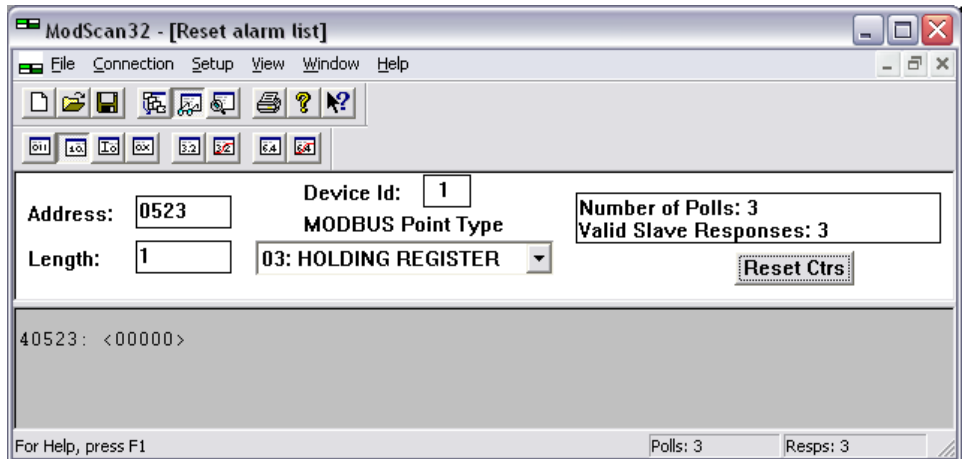 ModScan32 - [Reset alarm list]
File Connection Setup View Window Help
Address: 0523
Device Id: 1
MODBUS Point Type
Length: 1
03: HOLDING REGISTER
Number of Polls: 3
Valid Slave Responses: 3
Reset Ctrs
40523: <00000>
For Help, press F1
Polls: 3
Resps: 3